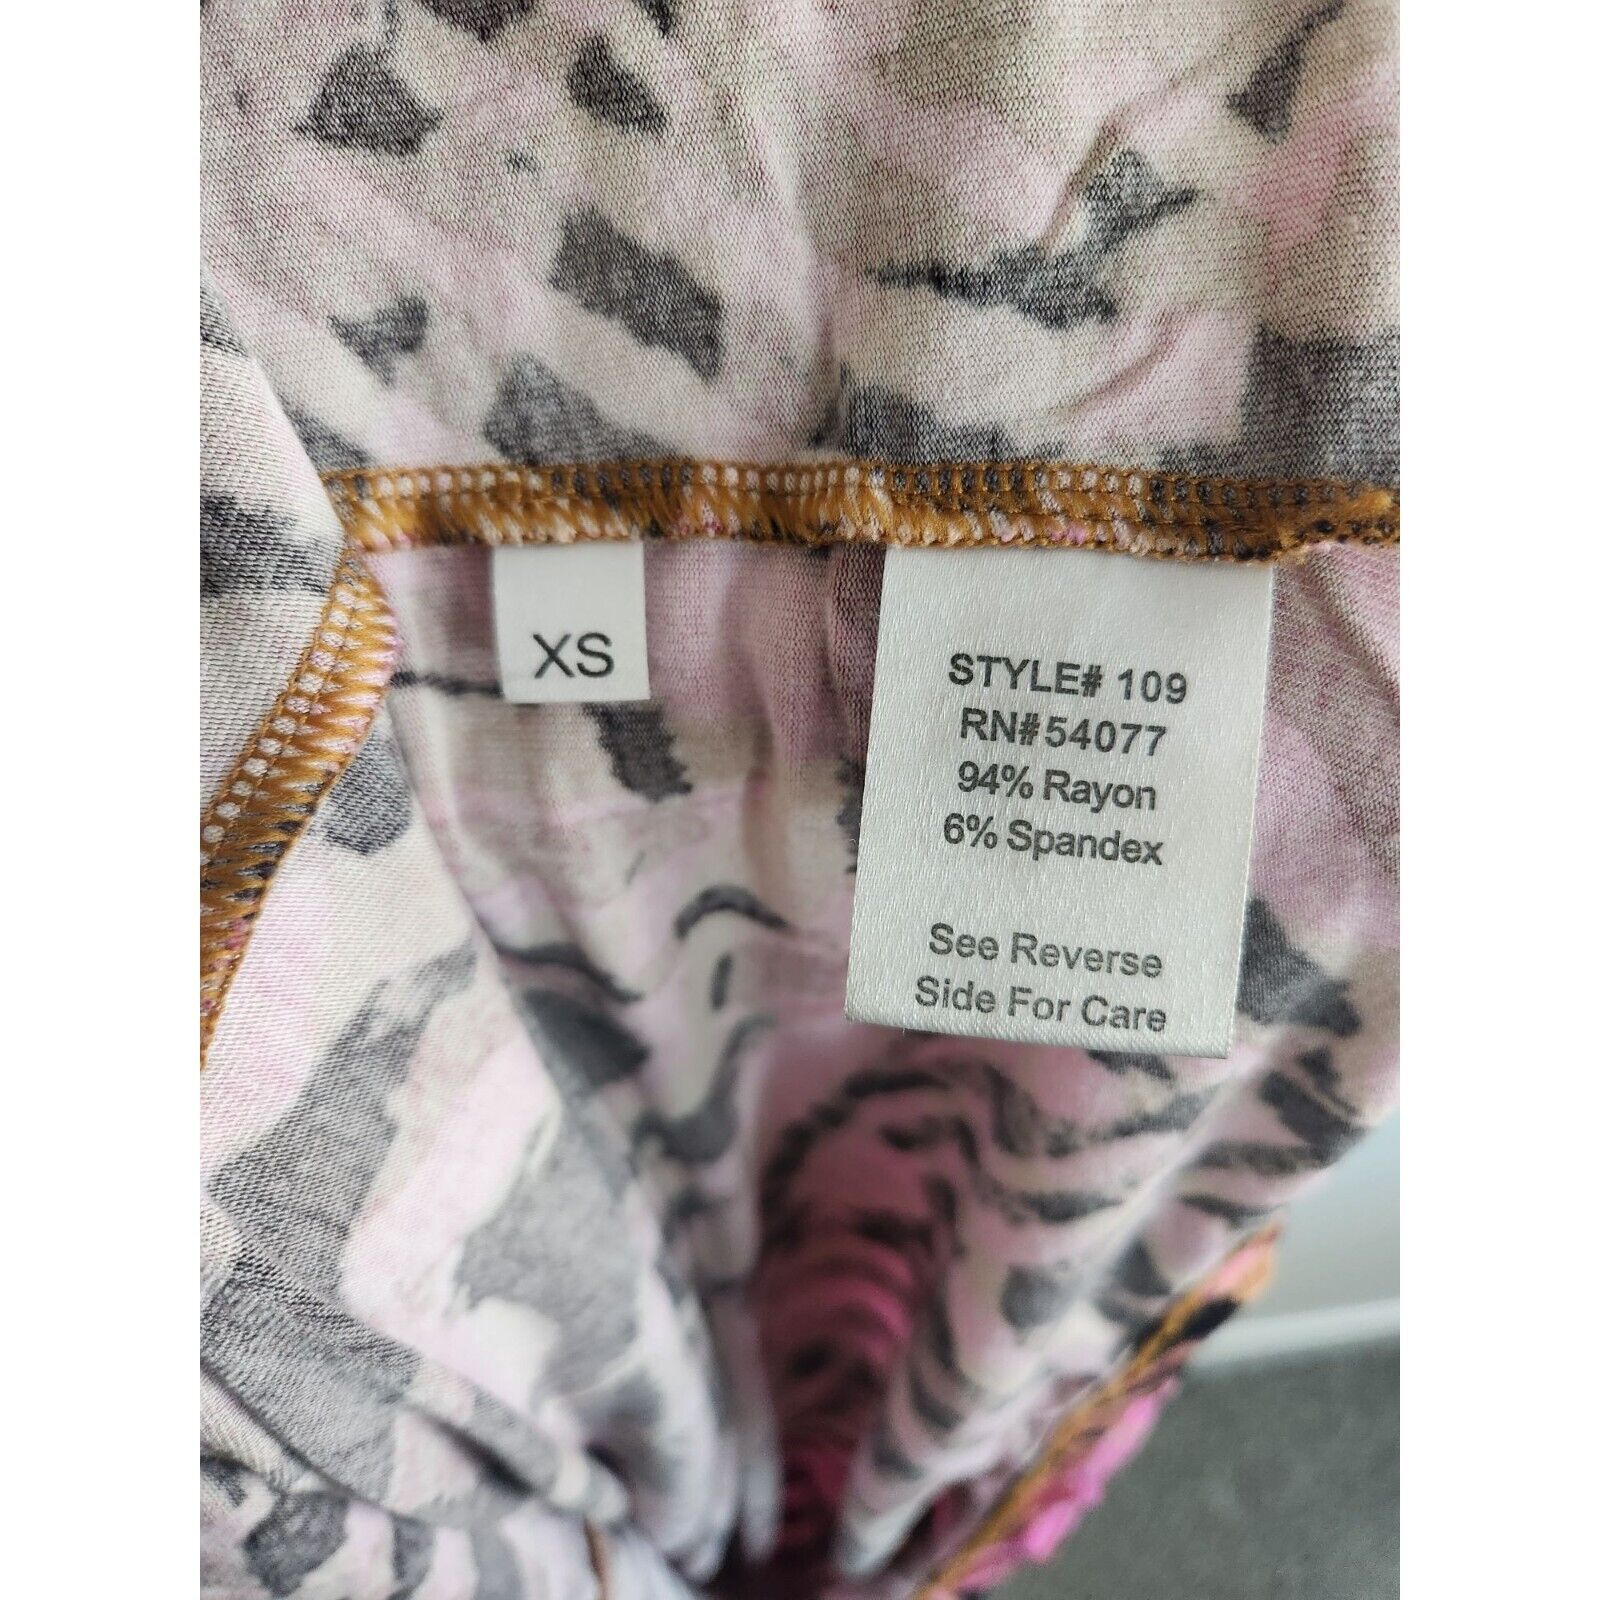 XS
STYLE# 109
RN#54077
94% Rayon
6% Spandex
See Reverse
Side For Care